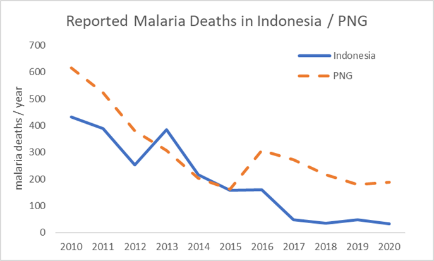 Reported Malaria Deaths in Indonesia / PNG
700
600
500
400
300
200
100
0
malaria deaths / year
Indonesia
PNG
2010 2011 2012 2013 2014 2015 2016 2017 2018 2019 2020